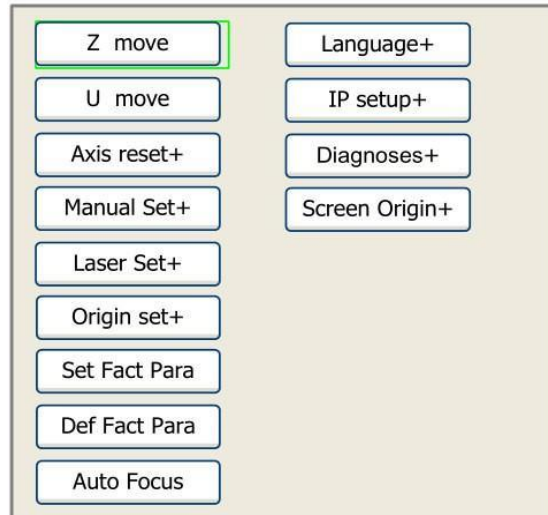 Z move
U move
Axis reset+
Manual Set+
Laser Set+
Origin set+
Set Fact Para
Def Fact Para
Auto Focus
Language+
IP setup+
Diagnoses+
Screen Origin+